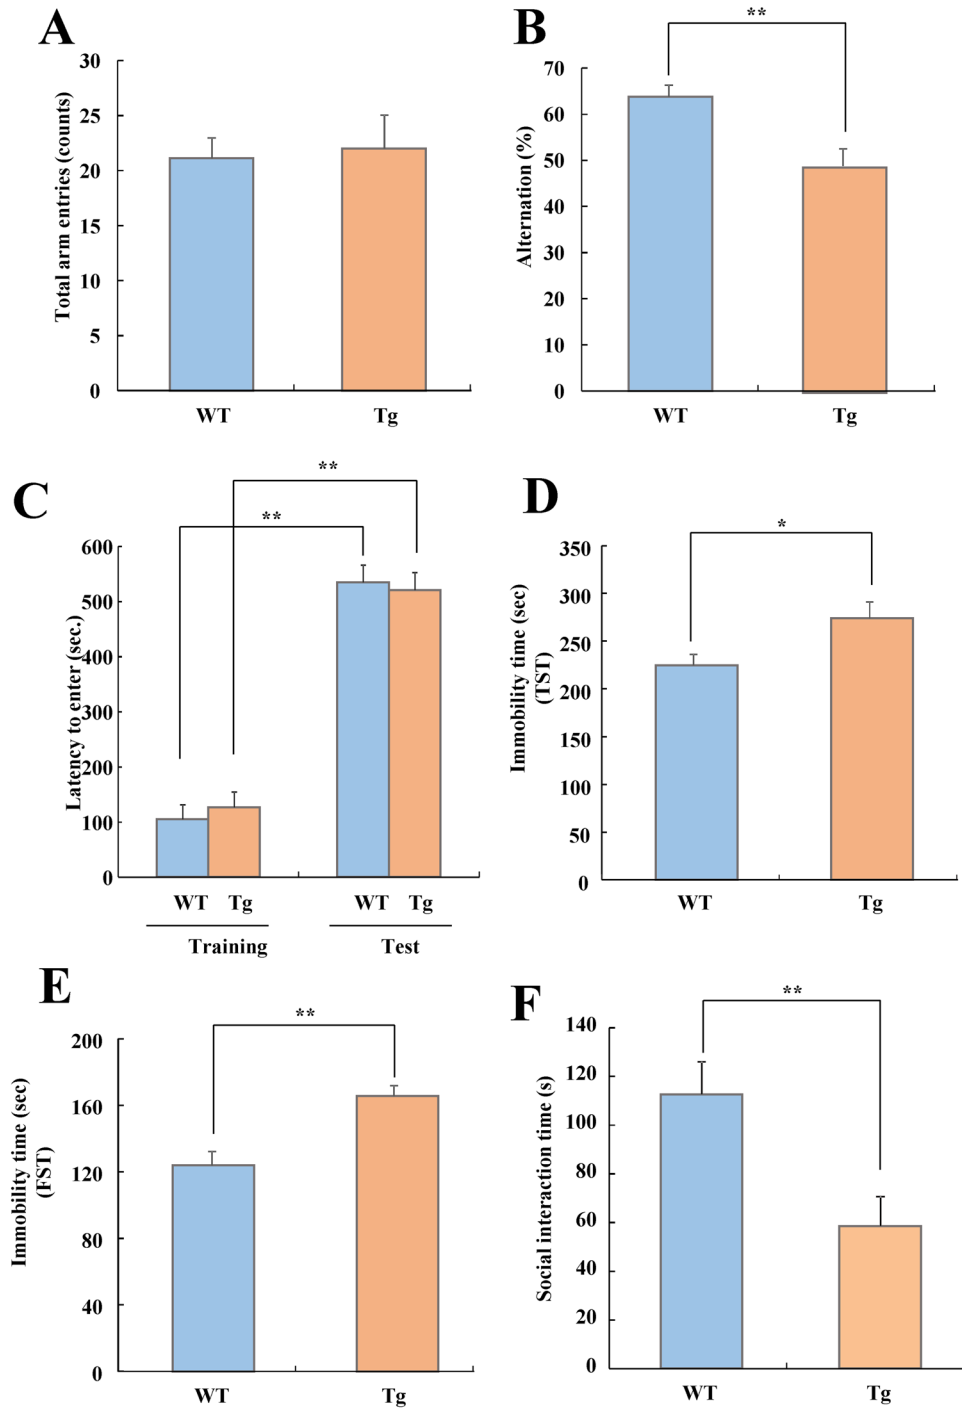 A
Total arm entries (counts)
30
25
20
15
10
5
0
WT Tg
B
**
Alternation (%)
70
60
50
40
30
20
10
0
WT Tg
C
**
**
Latency to enter (sec.)
600
500
400
300
200
100
0
WT Tg WT Tg
Training Test
D
*
Immobility time (sec)
(TST)
350
300
250
200
150
100
50
0
WT Tg
E
**
Immobility time (sec)
(FST)
200
160
120
80
40
0
WT Tg
F
**
Social interaction time (s)
140
120
100
80
60
40
20
0
WT Tg